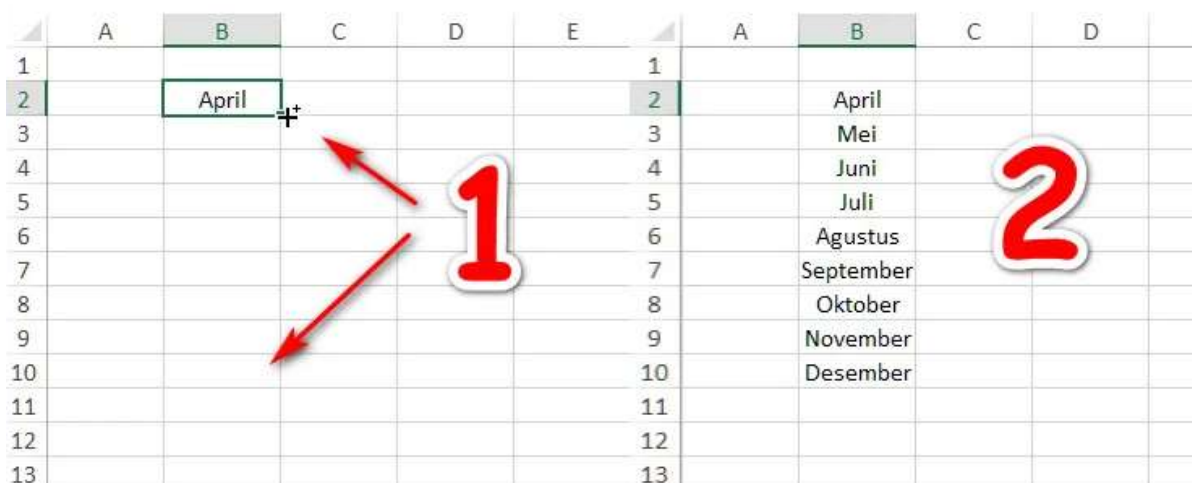 A B C D E
1
2 April
3
4
5
6
7
8
9
10
11
12
13
1
A B C D
1
2 April
3 Mei
4 Juni
5 Juli
6 Agustus
7 September
8 Oktober
9 November
10 Desember
11
12
13
2